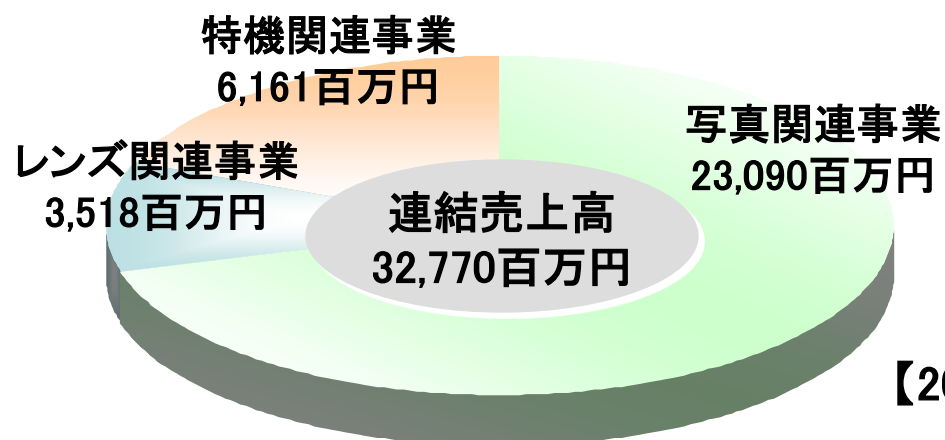 特機関連事業
6,161百万円
写真関連事業
23,090百万円
レンズ関連事業
3,518百万円
連結売上高
32,770百万円
【20